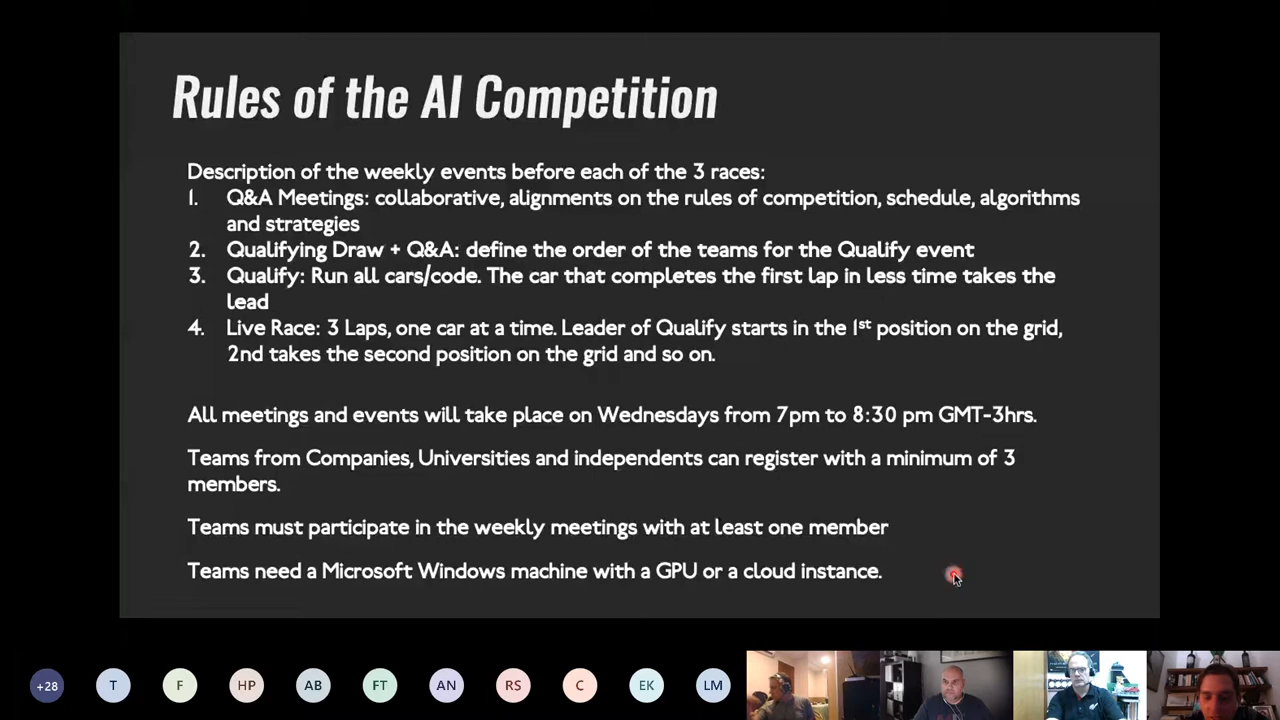 Rules of the AI Competition
Description of the weekly events before each of the 3 races:
1. Q&A Meetings: collaborative, alignments on the rules of competition, schedule, algorithms
and strategies
2. Qualifying Draw + Q&A: define the order of the teams for the Qualify event
3. Qualify: Run all cars/code. The car that completes the first lap in less time takes the
lead
4. Live Race: 3 Laps, one car at a time. Leader of Qualify starts in the 1st position on the grid,
2nd takes the second position on the grid and so on.
All meetings and events will take place on Wednesdays from 7pm to 8:30 pm GMT-3hrs.
Teams from Companies, Universities and independents can register with a minimum of 3
members.
Teams must participate in the weekly meetings with at least one member
Teams need a Microsoft Windows machine with a GPU or a cloud instance.
+28 T F HP AB FT AN RS C EK LM